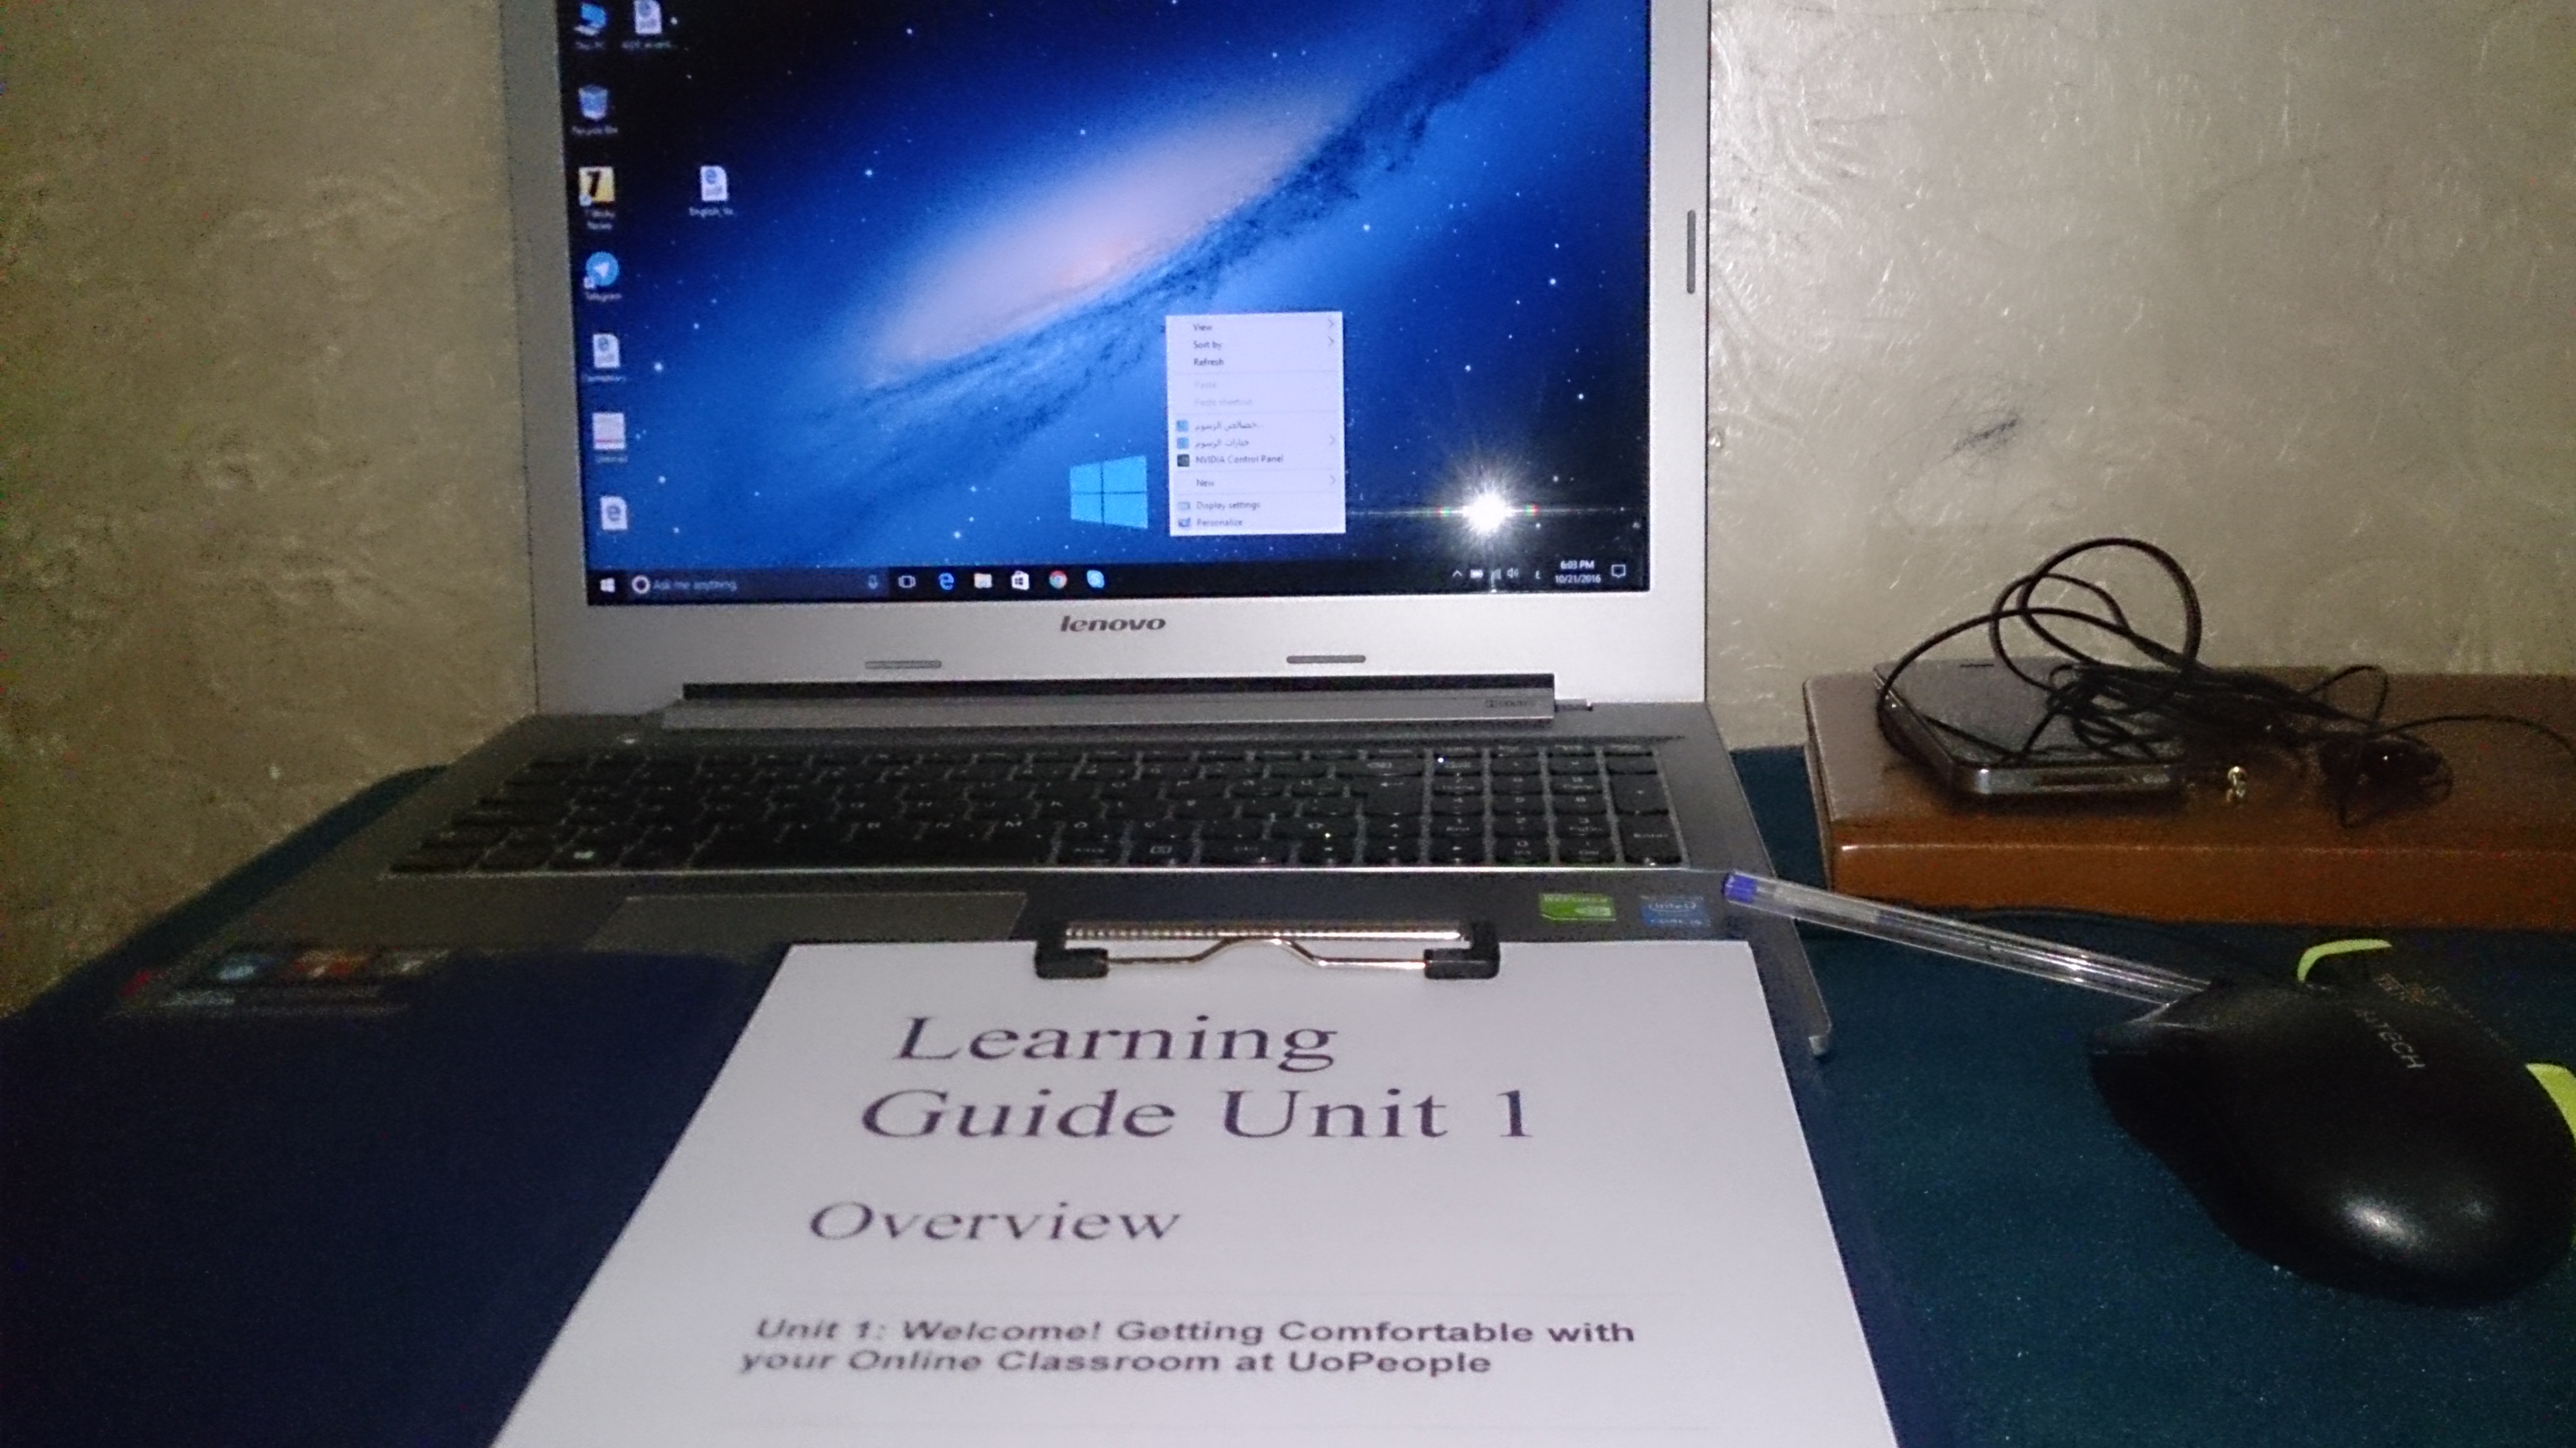 This PC
Recycle Bin
7 Sticky
Notes
Telegram
View
Sort by
Refresh
Paste
Paste shortcut
خصائص الرسوم...
خيارات الرسوم
NVIDIA Control Panel
New
Display settings
Personalize
Ask me anything
6:03 PM
10/21/2016
lenovo
Learning
Guide Unit 1
Overview
Unit 1: Welcome! Getting Comfortable with
your Online Classroom at UoPeople